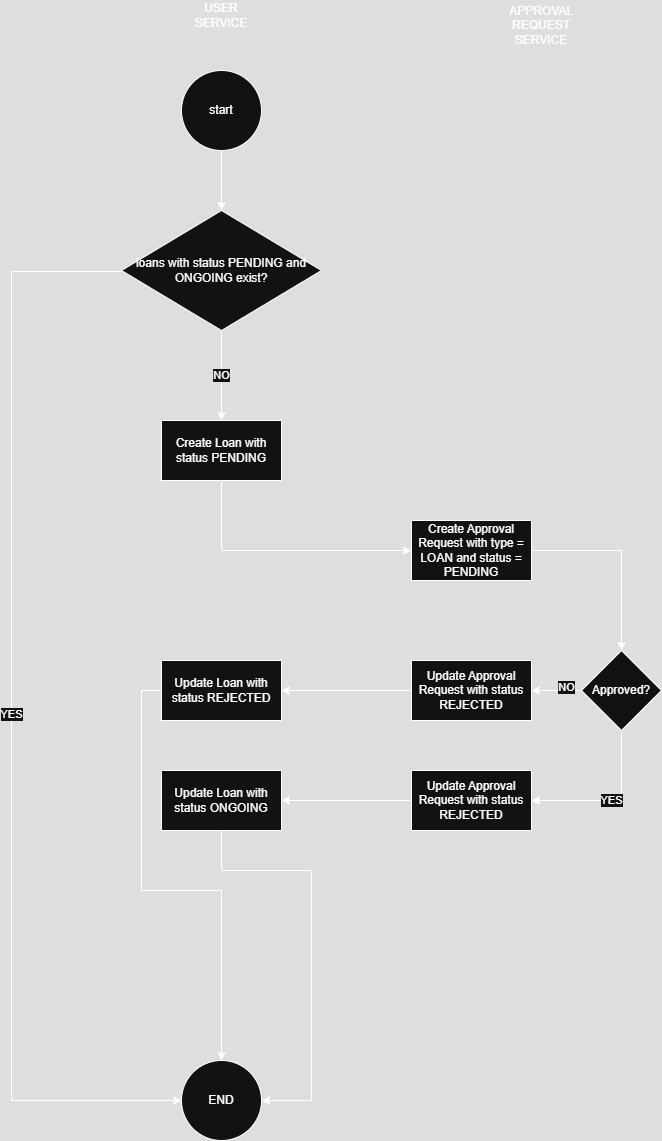 USER
SERVICE
APPROVAL
REQUEST
SERVICE
start
loans with status PENDING and
ONGOING exist?
NO
Create Loan with
status PENDING
Create Approval
Request with type =
LOAN and status =
PENDING
Update Loan with
status REJECTED
Update Approval
Request with status
REJECTED
NO
Approved?
YES
Update Loan with
status ONGOING
Update Approval
Request with status
REJECTED
YES
END